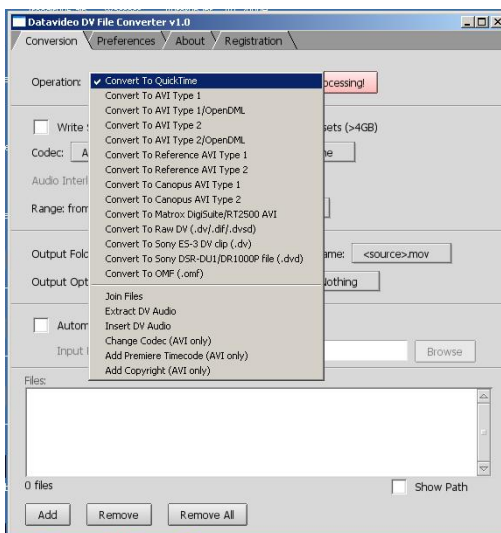 Datavideo DV File Converter v1.0
Conversion Preferences About Registration
Operation: Convert To QuickTime ocessing!
Convert To AVI Type 1
Convert To AVI Type 1/OpenDML
Convert To AVI Type 2
Convert To AVI Type 2/OpenDML
Convert To Reference AVI Type 1
Convert To Reference AVI Type 2
Convert To Canopus AVI Type 1
Convert To Canopus AVI Type 2
Convert To Matrox DigiSuite/RT2500 AVI
Convert To Raw DV (.dv/.dif/.dvsd)
Convert To Sony ES-3 DV clip (.dv)
Convert To Sony DSR-DU1/DR1000P file (.dvd)
Convert To OMF (.omf)
Join Files
Extract DV Audio
Insert DV Audio
Change Codec (AVI only)
Add Premiere Timecode (AVI only)
Add Copyright (AVI only)
Write sets (>4GB)
Codec: A ne
Audio Interl
Range: from
Output Fold ame: <source>.mov
Output Opt Nothing
Autom
Input Browse
Files:
0 files Show Path
Add Remove Remove All